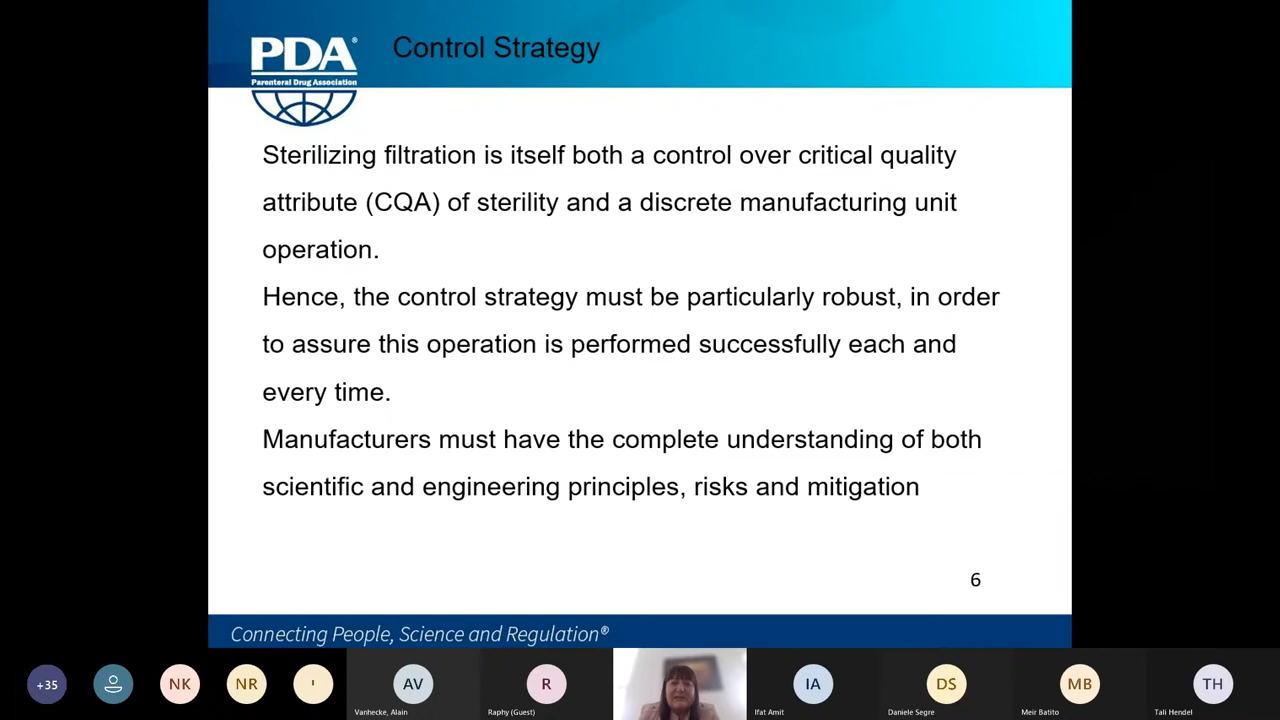 PDA®
Parenteral Drug Association
Control Strategy
Sterilizing filtration is itself both a control over critical quality
attribute (CQA) of sterility and a discrete manufacturing unit
operation.
Hence, the control strategy must be particularly robust, in order
to assure this operation is performed successfully each and
every time.
Manufacturers must have the complete understanding of both
scientific and engineering principles, risks and mitigation
6
Connecting People, Science and Regulation®
+35
NK
NR
'
AV
R
IA
DS
MB
TH
Vanhecke, Alain
Raphy (Guest)
Ifat Amit
Daniele Segre
Meir Batito
Tali Hendel